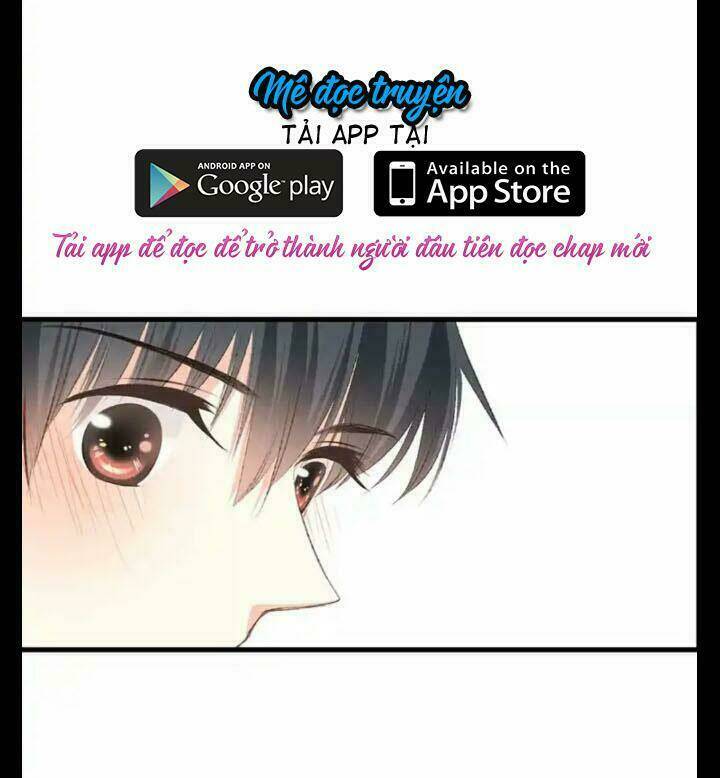 Mê đọc truyện
TẢI APP TẠI
ANDROID APP ON
Google play
Available on the
App Store
Tải app để đọc để trở thành người đầu tiên đọc chap mới